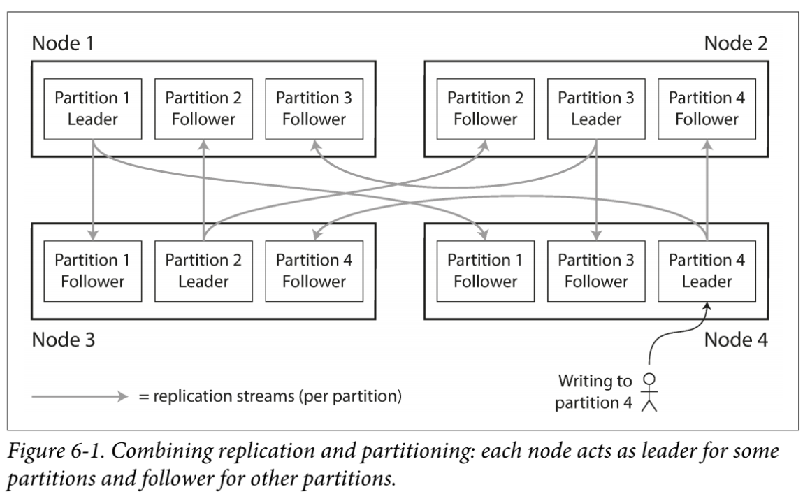 Node 1
Node 2
Partition 1
Leader
Partition 2
Follower
Partition 3
Follower
Partition 2
Follower
Partition 3
Leader
Partition 4
Follower
Partition 1
Follower
Partition 2
Leader
Partition 4
Follower
Partition 1
Follower
Partition 3
Follower
Partition 4
Leader
Node 3
Node 4
Writing to
partition 4
= replication streams (per partition)
Figure 6-1. Combining replication and partitioning: each node acts as leader for some
partitions and follower for other partitions.